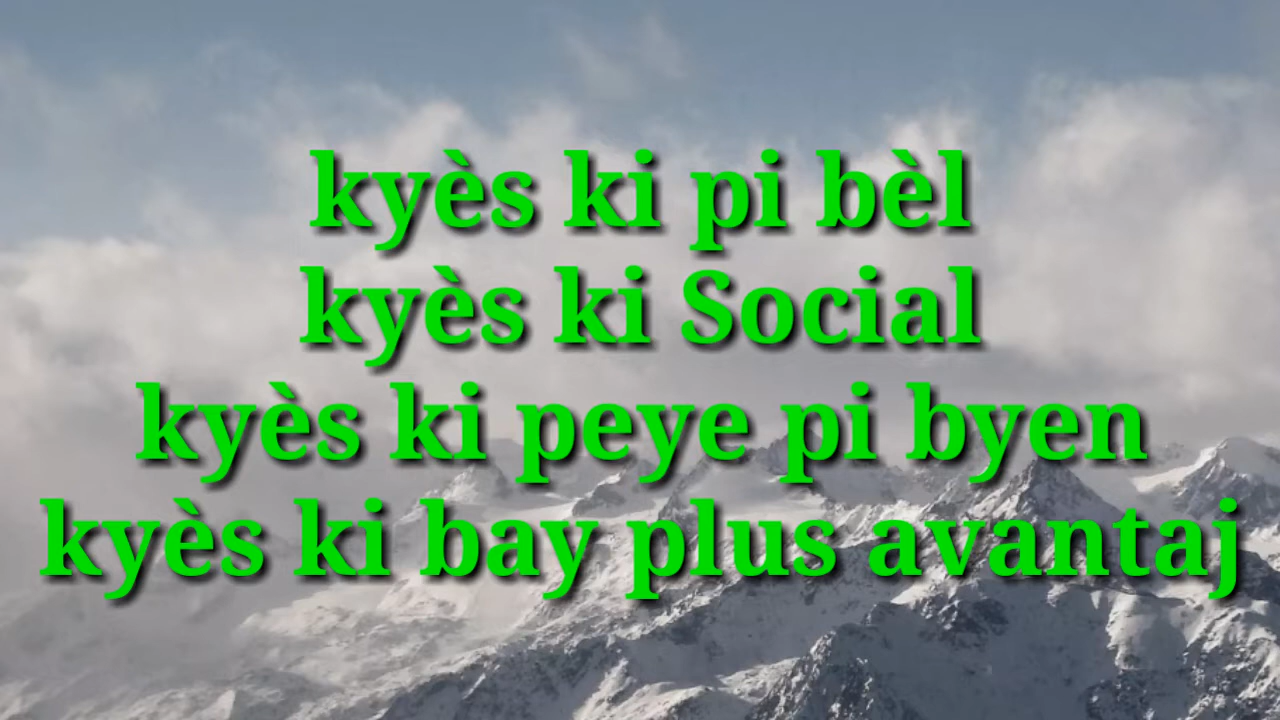 kyès ki pi bèl
kyès ki Social
kyès ki peye pi byen
kyès ki bay plus avantaj